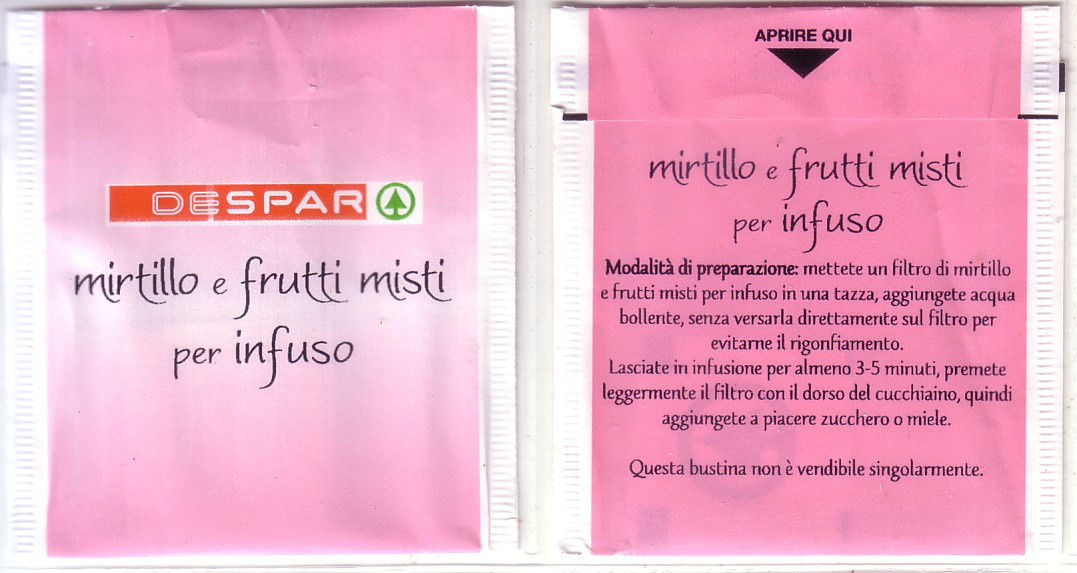 DESPAR
mirtillo e frutti misti
per infuso
APRIRE QUI
mirtillo e frutti misti
per infuso
Modalità di preparazione: mettete un filtro di mirtillo
e frutti misti per infuso in una tazza, aggiungete acqua
bollente, senza versarla direttamente sul filtro per
evitarne il rigonfiamento.
Lasciate in infusione per almeno 3-5 minuti, premete
leggermente il filtro con il dorso del cucchiaino, quindi
aggiungete a piacere zucchero o miele.
Questa bustina non è vendibile singolarmente.